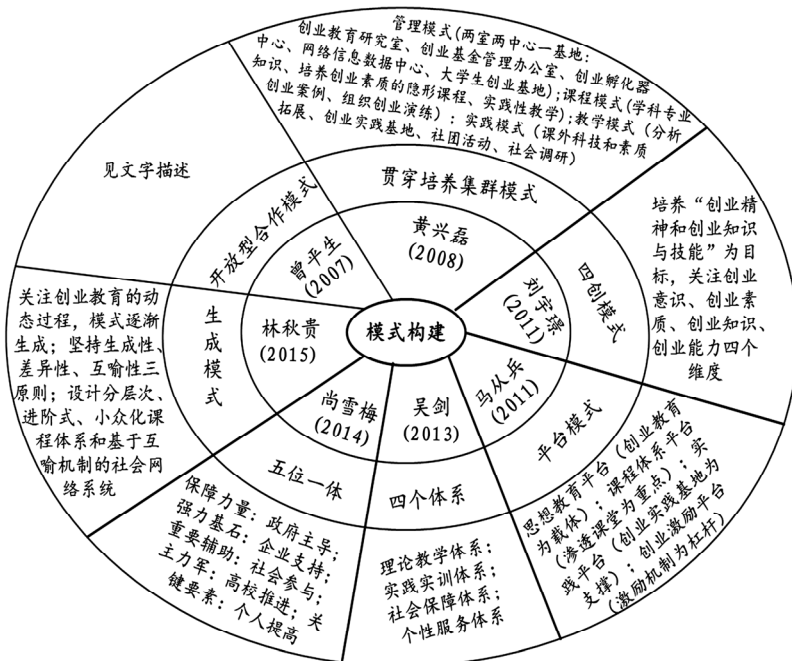 管理模式(两室两中心一基地：
创业教育研究室、创业基金管理办公室、创业孵化器
中心、网络信息数据中心、大学生创业基地)；课程模式(学科专业
知识、培养创业素质的隐形课程、实践性教学)；教学模式（分析
创业案例、组织创业演练）：实践模式（课外科技和素质
拓展、创业实践基地、社团活动、社会调研）
见文字描述
开放型合作模式
贯穿培养集群模式
曾平生
(2007)
黄兴磊
(2008)
培养“创业精
神和创业知识
与技能”为目
标，关注创业
意识、创业素
质、创业知识、
创业能力四个
维度
四创模式
刘宇璟
(2011)
关注创业教育的动
态过程，模式逐渐
生成；坚持生成性、
差异性、互喻性三
原则；设计分层次、
进阶式、小众化课
程体系和基于互
喻机制的社会网
络系统
生成模式
林秋贵
(2015)
模式构建
马从兵
(2011)
平台模式
尚雪梅
(2014)
吴剑
(2013)
五位一体
四个体系
思想教育平台（创业教育
为载体）；课程体系平台
（渗透课堂为重点）；实
践平台（创业实践基地为
支撑）；创业激励平台
（激励机制为杠杆）
保障力量：政府主导；
强力基石：企业支持；
重要辅助：社会参与；
主力军：高校推进；关
键要素：个人提高
理论教学体系；
实践实训体系；
社会保障体系；
个性服务体系